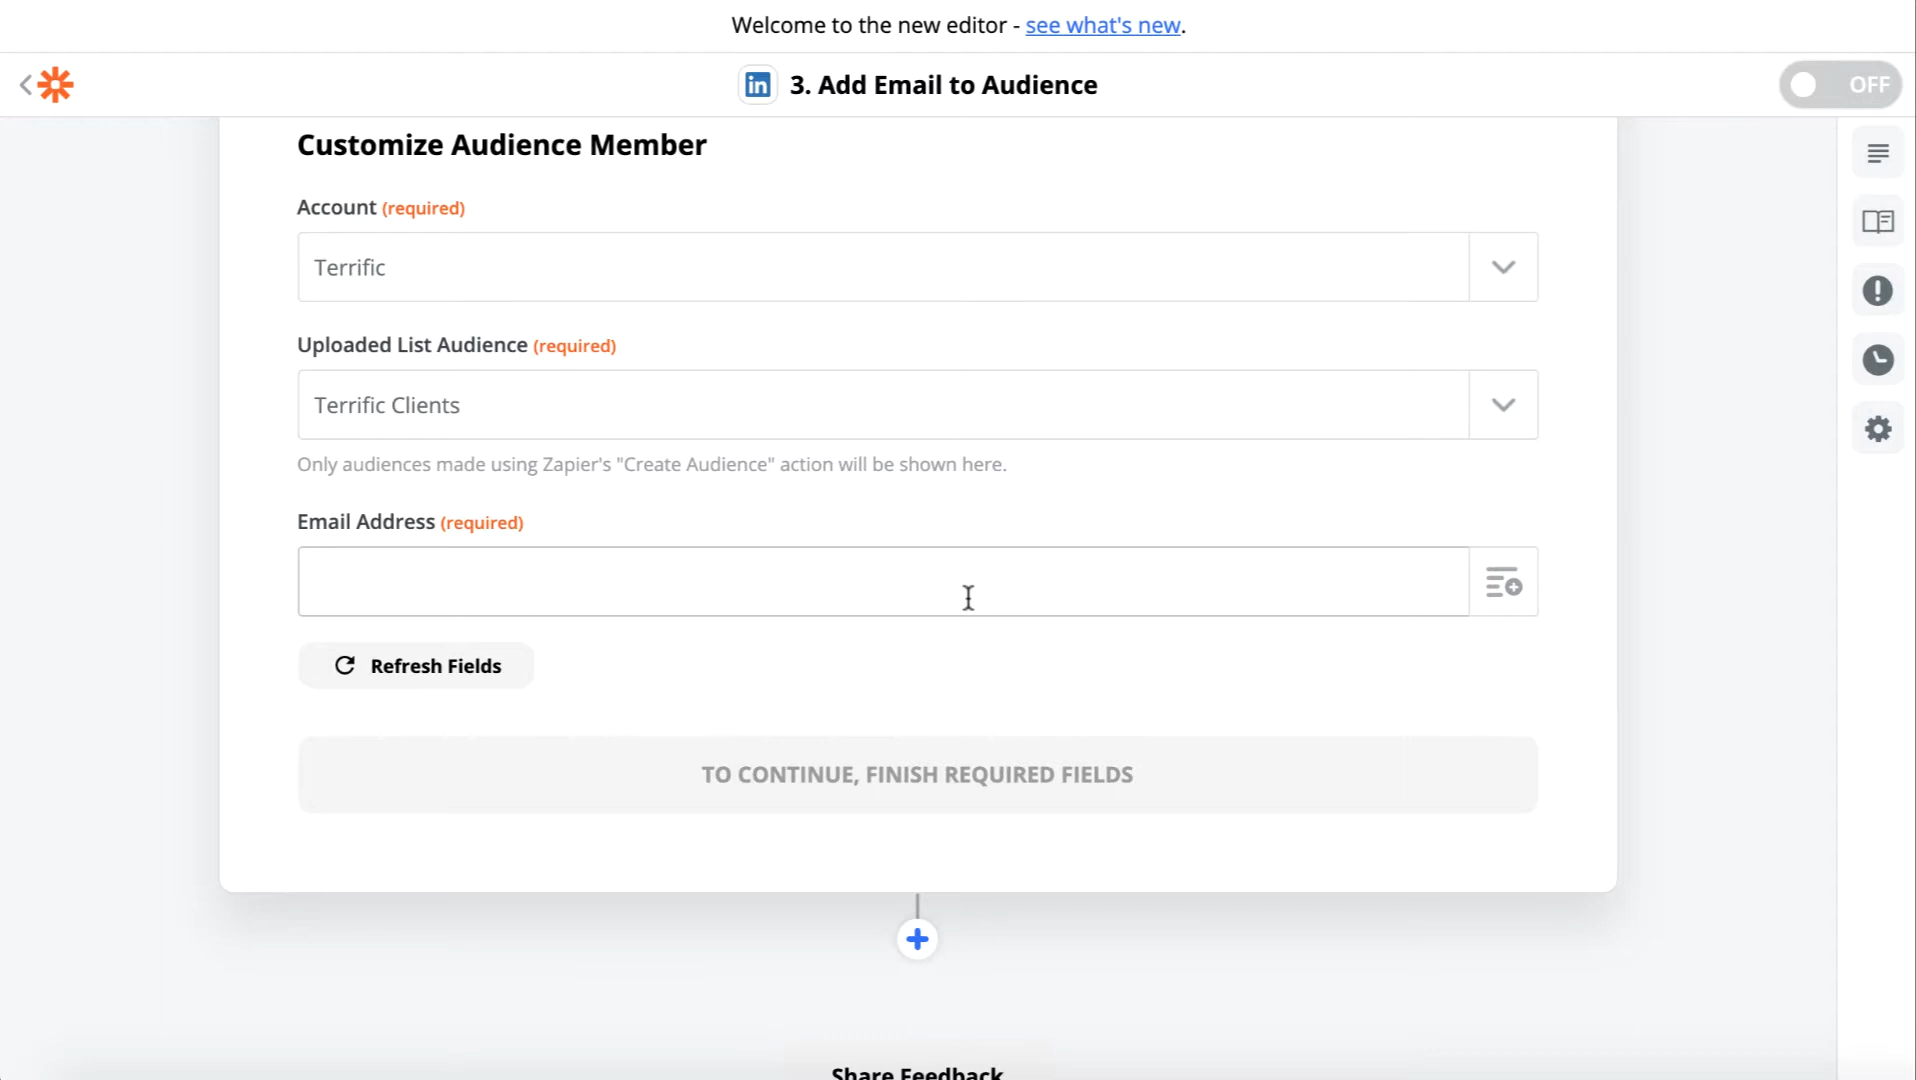 Welcome to the new editor - see what's new.
in 3. Add Email to Audience
OFF
Customize Audience Member
Account (required)
Terrific
Uploaded List Audience (required)
Terrific Clients
Only audiences made using Zapier's "Create Audience" action will be shown here.
Email Address (required)
Refresh Fields
TO CONTINUE, FINISH REQUIRED FIELDS
Share Feedback